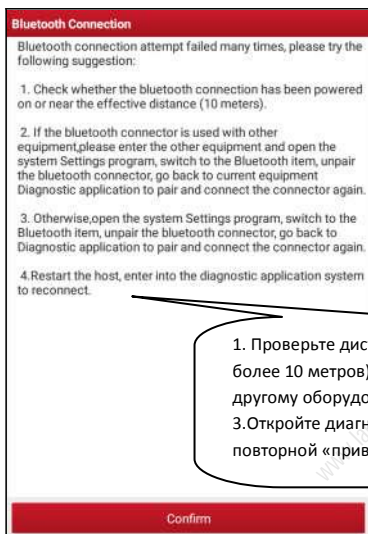 Bluetooth Connection
Bluetooth connection attempt failed many times, please try the
following suggestion:
1. Check whether the bluetooth connection has been powered
on or near the effective distance (10 meters).
2. If the bluetooth connector is used with other
equipment,please enter the other equipment and open the
system Settings program, switch to the Bluetooth item, unpair
the bluetooth connector, go back to current equipment
Diagnostic application to pair and connect the connector again.
3. Otherwise,open the system Settings program, switch to the
Bluetooth item, unpair the bluetooth connector, go back to
Diagnostic application to pair and connect the connector again.
4.Restart the host, enter into the diagnostic application system
to reconnect.
1. Проверьте
более 10 метров)
другому
3.Откройте
повторной
Confirm